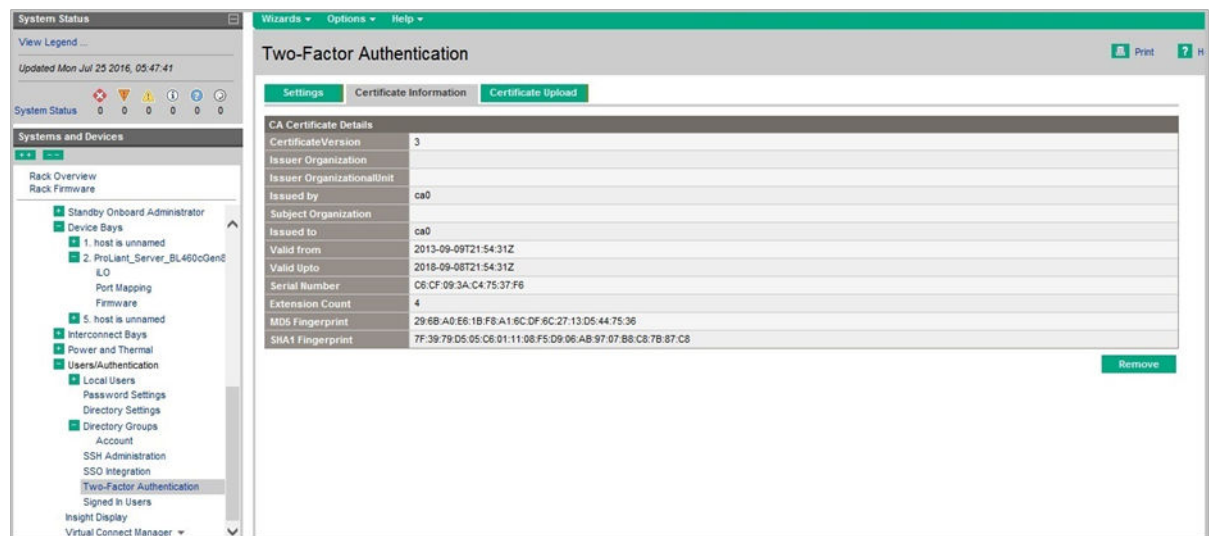 System Status
View Legend ...
Updated Mon Jul 25 2016, 05:47:41
System Status 0 0 0 0 0 0
Systems and Devices
Rack Overview
Rack Firmware
Standby Onboard Administrator
Device Bays
1. host is unnamed
2. ProLiant_Server_BL460cGen8
iLO
Port Mapping
Firmware
5. host is unnamed
Interconnect Bays
Power and Thermal
Users/Authentication
Local Users
Password Settings
Directory Settings
Directory Groups
Account
SSH Administration
SSO Integration
Two-Factor Authentication
Signed In Users
Insight Display
Virtual Connect Manager
Wizards Options Help
Two-Factor Authentication
Print ? H
Settings Certificate Information Certificate Upload
CA Certificate Details
CertificateVersion 3
Issuer Organization
Issuer OrganizationalUnit
Issued by ca0
Subject Organization
Issued to ca0
Valid from 2013-09-09T21:54:31Z
Valid Upto 2018-09-08T21:54:31Z
Serial Number C6:CF:09:3A:C4:75:37:F6
Extension Count 4
MD5 Fingerprint 29:6B:A0:E6:1B:F8:A1:6C:DF:6C:27:13:D5:44:75:36
SHA1 Fingerprint 7F:39:79:D5:05:C6:01:11:08:F5:D9:06:AB:97:07:B8:C8:7B:87:C8
Remove